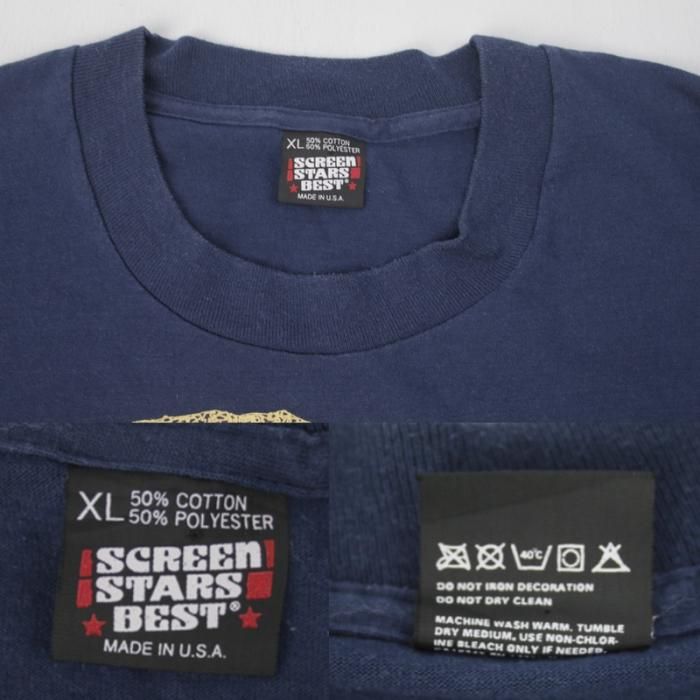 XL 50% COTTON
50% POLYESTER
SCREEN
STARS
BEST®
MADE IN U.S.A.
XL 50% COTTON
50% POLYESTER
SCREEN
STARS
BEST®
MADE IN U.S.A.
40°C
DO NOT IRON DECORATION
DO NOT DRY CLEAN
MACHINE WASH WARM. TUMBLE
DRY MEDIUM. USE NON-CHLOR-
INE BLEACH ONLY IF NEEDED.